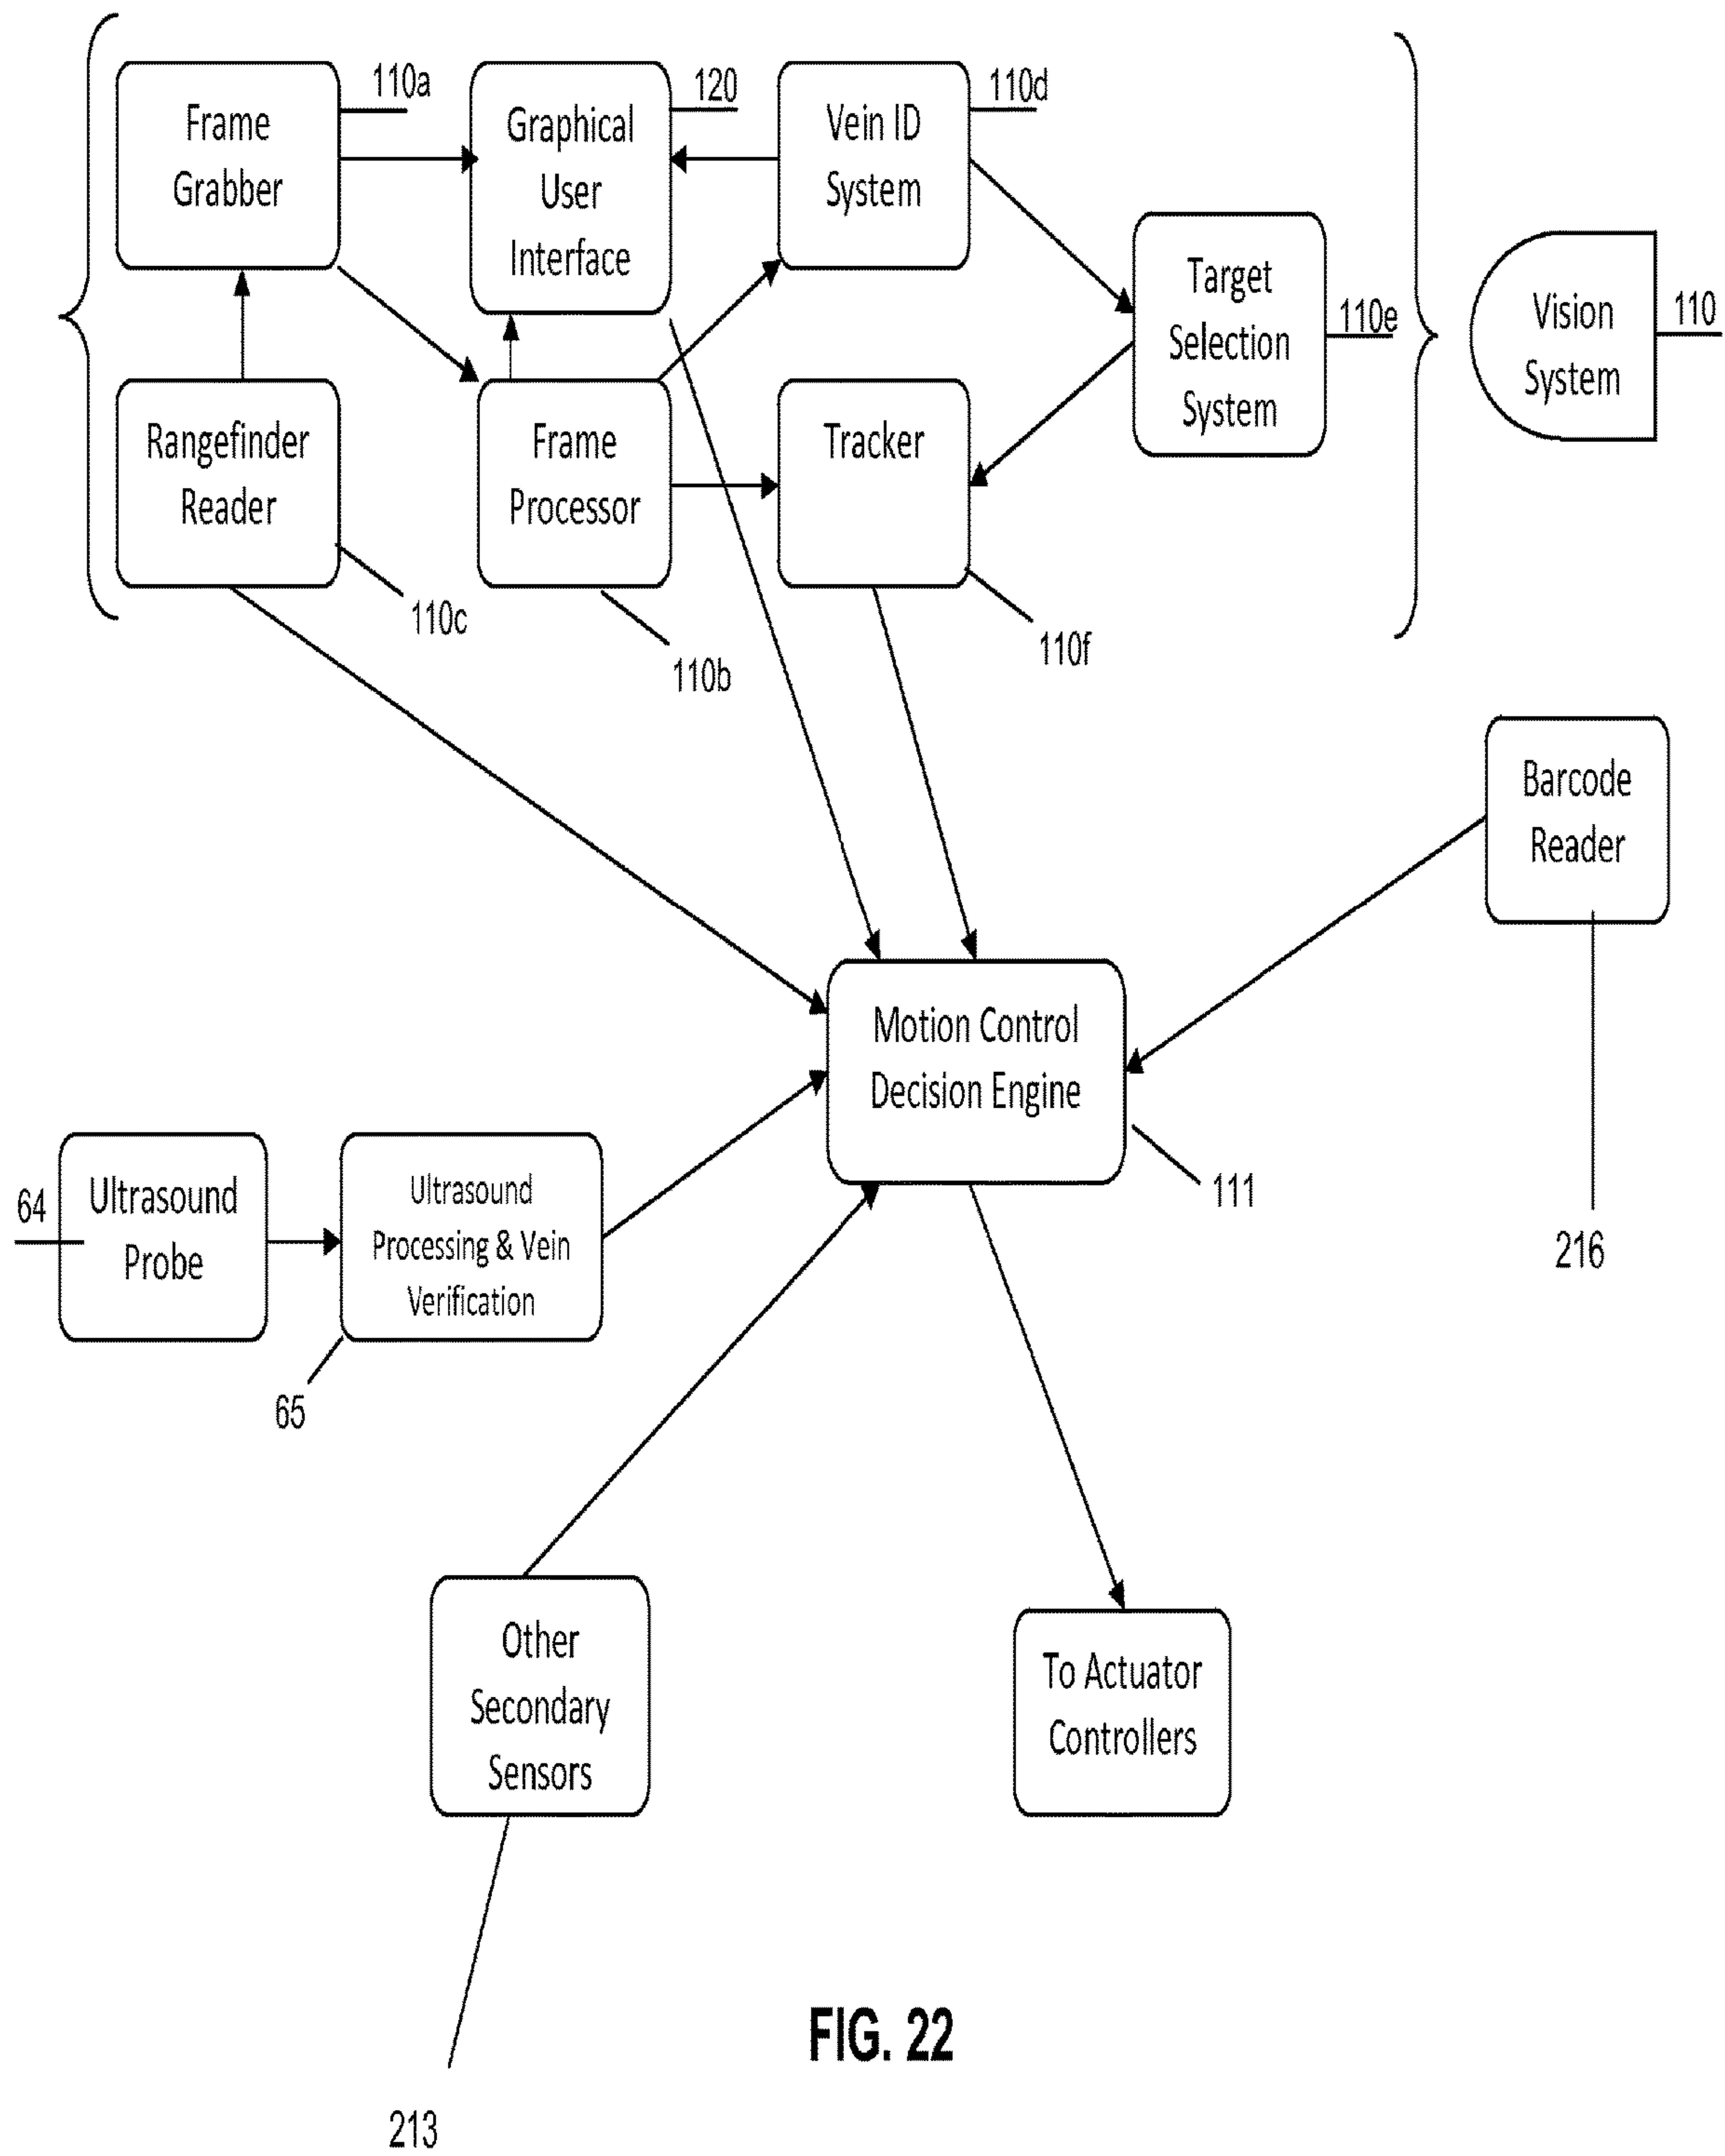 110a
Frame
Grabber
120
Graphical
User
Interface
110d
Vein ID
System
Target
Selection
System
110e
Vision
System
110
Rangefinder
Reader
110c
Frame
Processor
110b
Tracker
110f
Barcode
Reader
216
Motion Control
Decision Engine
111
64
Ultrasound
Probe
Ultrasound
Processing & Vein
Verification
65
Other
Secondary
Sensors
213
To Actuator
Controllers
FIG. 22